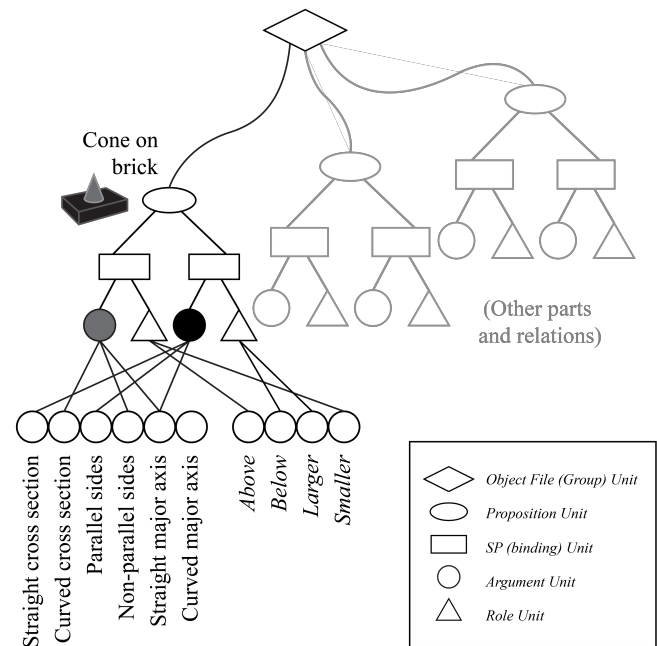 Cone on
brick
(Other parts
and relations)
Straight cross section
Curved cross section
Parallel sides
Non-parallel sides
Straight major axis
Curved major axis
Above
Below
Larger
Smaller
Object File (Group) Unit
Proposition Unit
SP (binding) Unit
Argument Unit
Role Unit